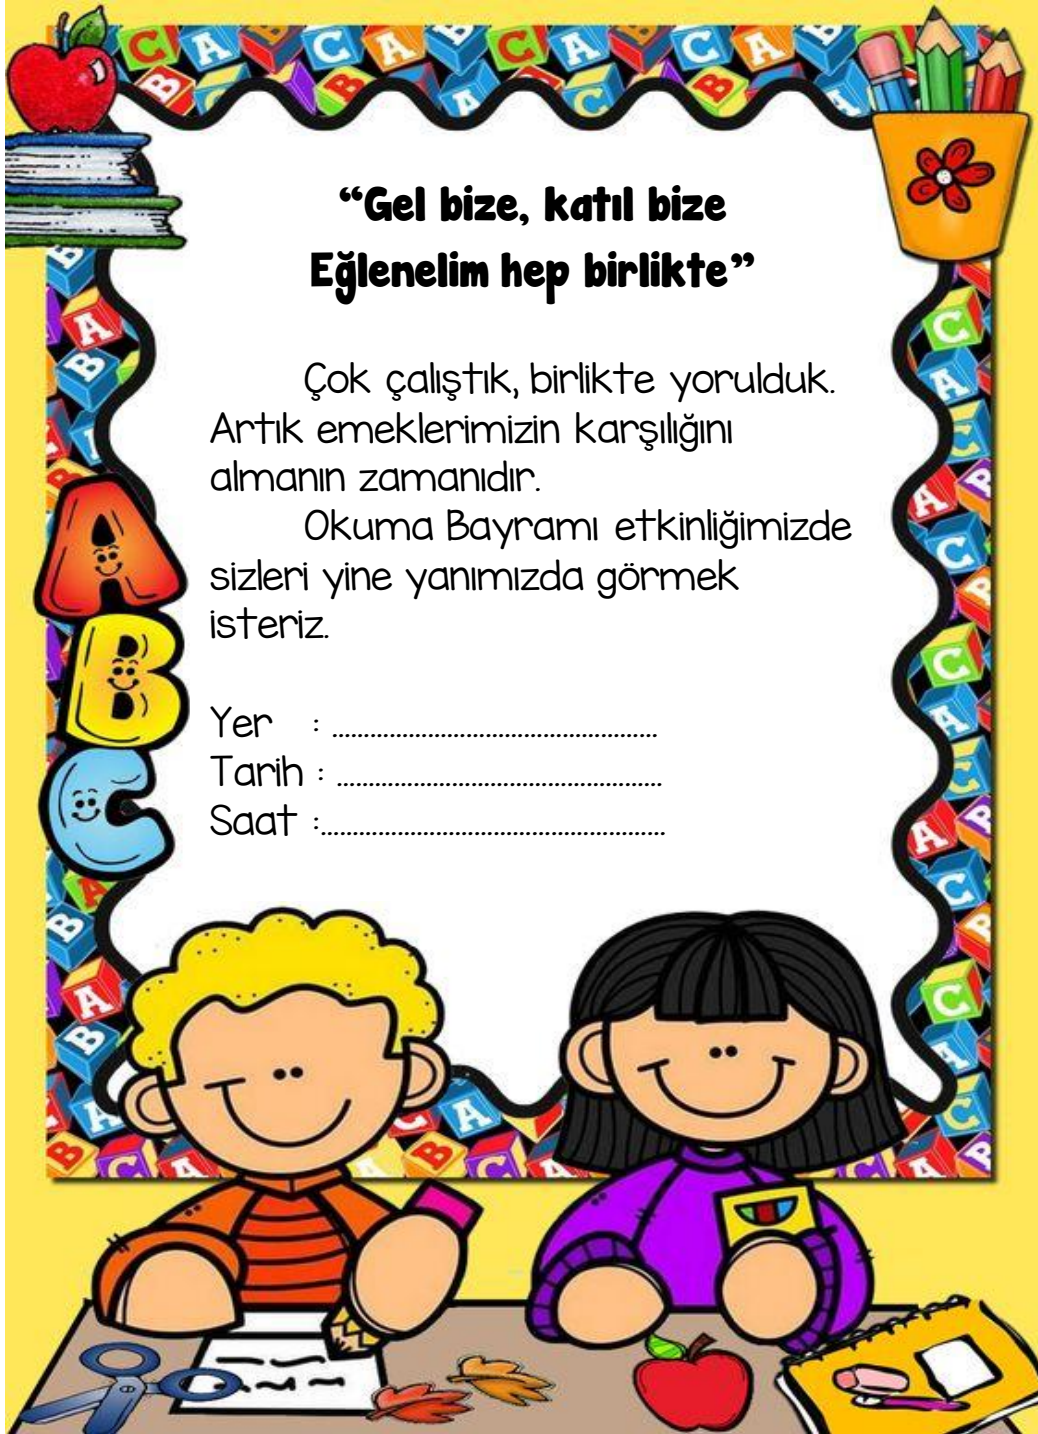 “Gel bize, katıl bize
Eğlenelim hep birlikte”
Çok çalıştık, birlikte yorulduk.
Artık emeklerimizin karşılığını
almanın zamanıdır.
Okuma Bayramı etkinliğimizde
sizleri yine yanımızda görmek
isteriz.
Yer : ....................................................
Tarih : ....................................................
Saat :.......................................................
A
B
C